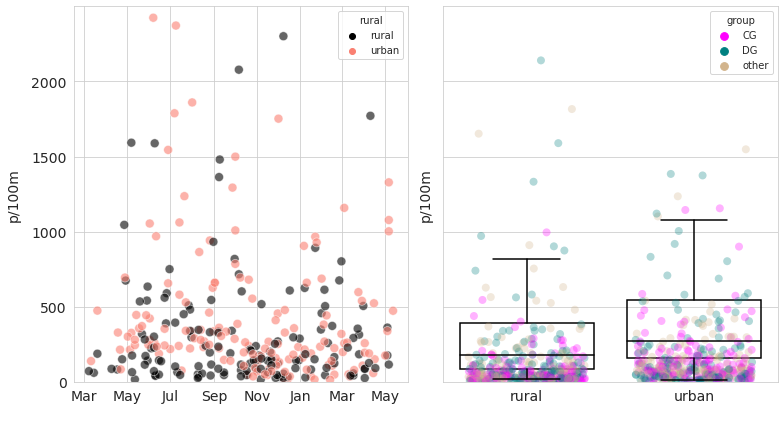 rural
rural
urban
group
CG
DG
other
2000
1500
1000
500
0
p/100m
p/100m
Mar May Jul Sep Nov Jan Mar May
rural urban